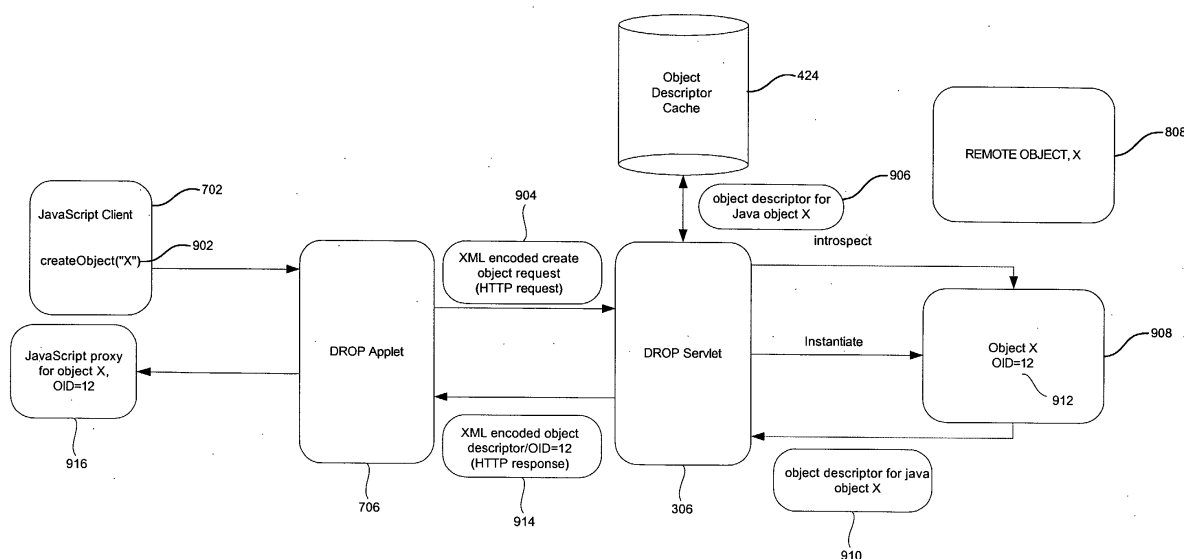 Object
Descriptor
Cache
424
REMOTE OBJECT, X
808
702
JavaScript Client
createObject("X")
902
904
XML encoded create
object request
(HTTP request)
906
object descriptor for
Java object X
introspect
DROP Applet
DROP Servlet
Instantiate
Object X
OID=12
912
908
JavaScript proxy
for object X,
OID=12
916
XML encoded object
descriptor/OID=12
(HTTP response)
706
914
306
object descriptor for java
object X
910